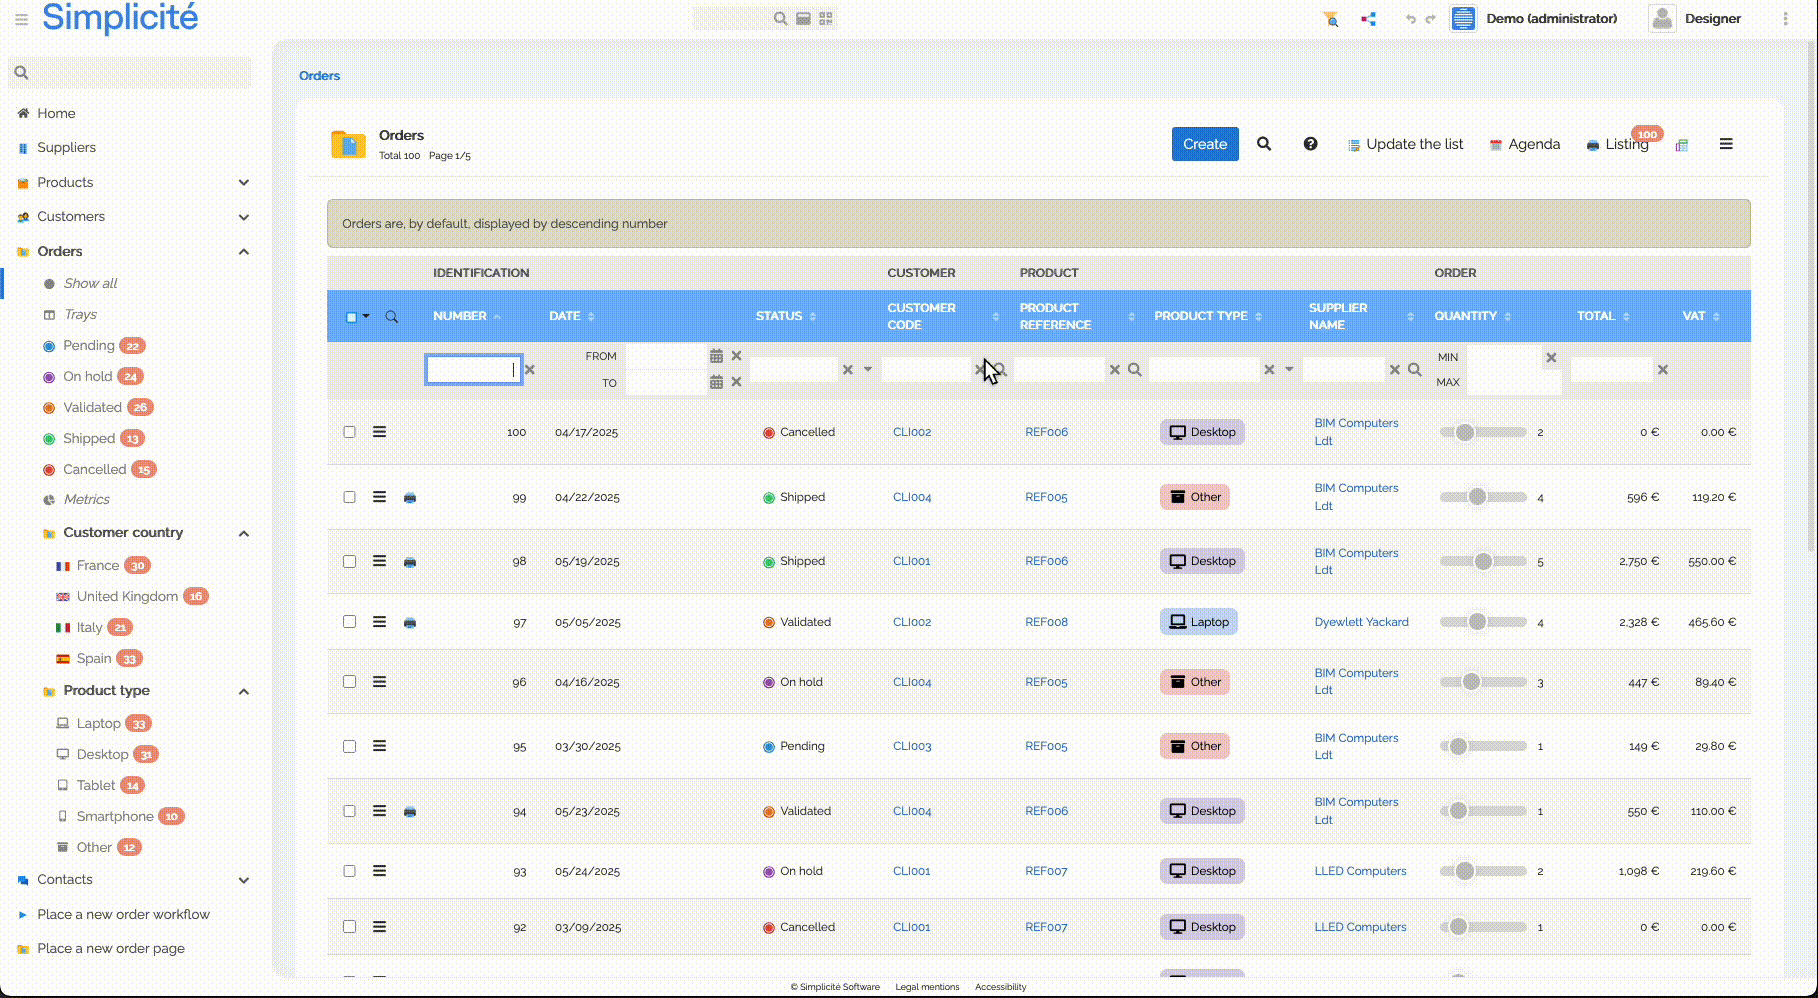 Simplicité
Demo (administrator)
Designer
Home
Suppliers
Products
Customers
Orders
Show all
Trays
Pending 22
On hold 24
Validated 26
Shipped 13
Cancelled 15
Metrics
Customer country
France 30
United Kingdom 16
Italy 21
Spain 33
Product type
Laptop 33
Desktop 31
Tablet 14
Smartphone 10
Other 12
Contacts
Place a new order workflow
Place a new order page
Orders
Orders
Total 100 Page 1/5
Create
Update the list
Agenda
Listing 100
Orders are, by default, displayed by descending number
IDENTIFICATION CUSTOMER PRODUCT ORDER
NUMBER DATE STATUS CUSTOMER CODE PRODUCT REFERENCE PRODUCT TYPE SUPPLIER NAME QUANTITY TOTAL VAT
FROM MIN
TO MAX
100 04/17/2025 Cancelled CLI002 REF006 Desktop BIM Computers Ldt 2 0 € 0.00 €
99 04/22/2025 Shipped CLI004 REF005 Other BIM Computers Ldt 4 596 € 119.20 €
98 05/19/2025 Shipped CLI001 REF006 Desktop BIM Computers Ldt 5 2,750 € 550.00 €
97 05/05/2025 Validated CLI002 REF008 Laptop Dyewlett Yackard 4 2,328 € 465.60 €
96 04/16/2025 On hold CLI004 REF005 Other BIM Computers Ldt 3 447 € 89.40 €
95 03/30/2025 Pending CLI003 REF005 Other BIM Computers Ldt 1 149 € 29.80 €
94 05/23/2025 Validated CLI004 REF006 Desktop BIM Computers Ldt 1 550 € 110.00 €
93 05/24/2025 On hold CLI001 REF007 Desktop LLED Computers 2 1,098 € 219.60 €
92 03/09/2025 Cancelled CLI001 REF007 Desktop LLED Computers 1 0 € 0.00 €
© Simplicité Software Legal mentions Accessibility